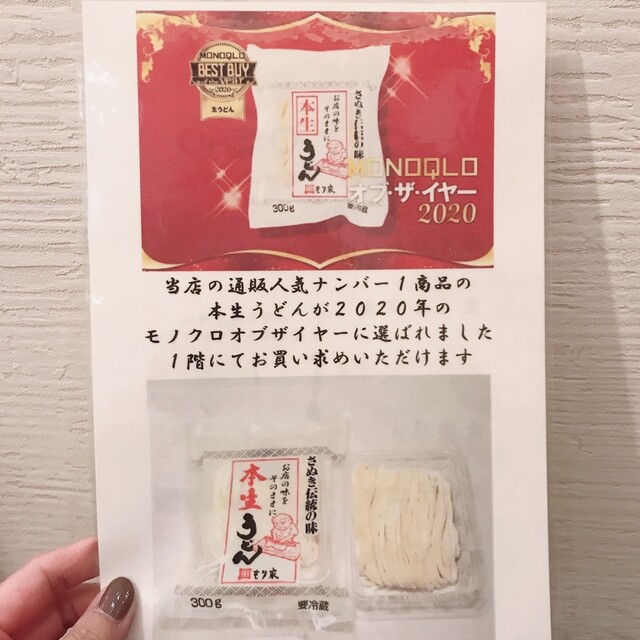 MONOQLO
BEST BUY
OF THE YEAR
2020
生うどん
さぬき伝統の味
お店の味を
そのままに
本生
うどん
もり家
300g
要冷蔵
MONOQLO
オブ・ザ・イヤー
2020
当店の通販人気ナンバー1商品の
本生うどんが2020年の
モノクロオブザイヤーに選ばれました
1階にてお買い求めいただけます
さぬき伝統の味
お店の味を
そのままに
本生
うどん
もり家
300g
要冷蔵